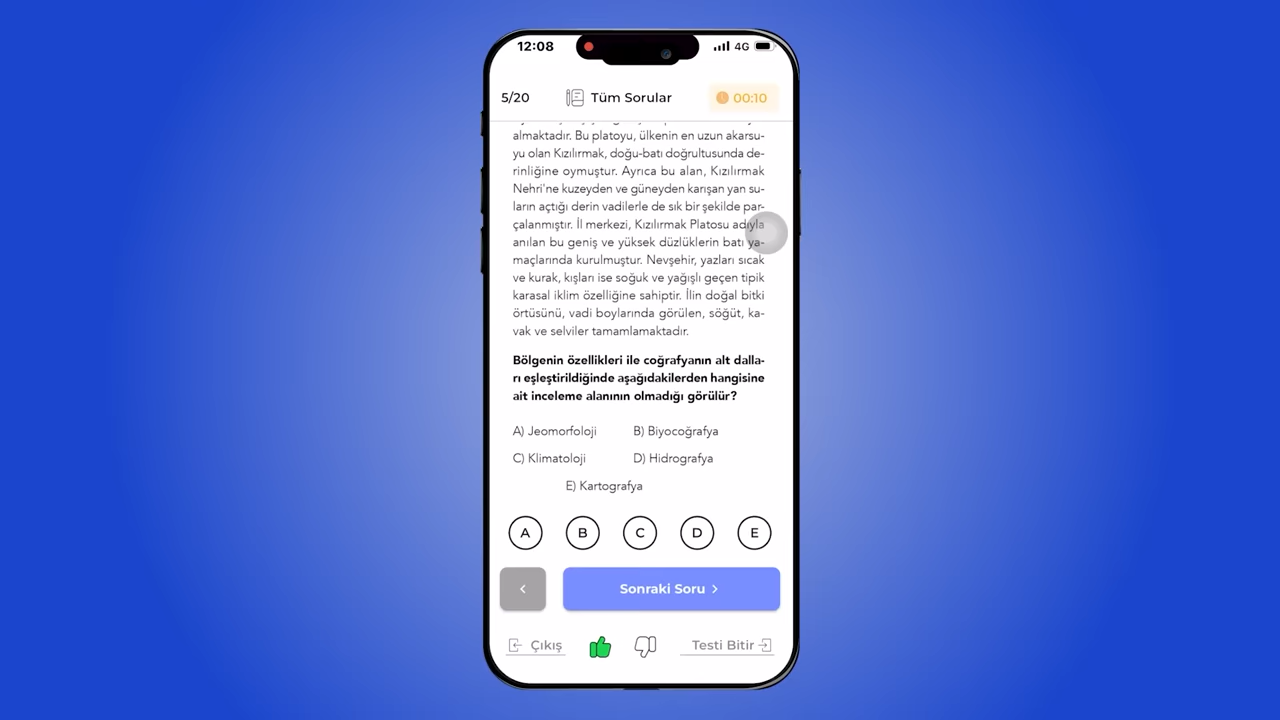 12:08
4G
5/20
Tüm Sorular
00:10
almaktadır. Bu platoyu, ülkenin en uzun akarsu-
yu olan Kızılırmak, doğu-batı doğrultusunda de-
rinliğine oymuştur. Ayrıca bu alan, Kızılırmak
Nehri'ne kuzeyden ve güneyden karışan yan su-
ların açtığı derin vadilerle de sık bir şekilde par-
çalanmıştır. İl merkezi, Kızılırmak Platosu adıyla
anılan bu geniş ve yüksek düzlüklerin batı ya-
maçlarında kurulmuştur. Nevşehir, yazları sıcak
ve kurak, kışları ise soğuk ve yağışlı geçen tipik
karasal iklim özelliğine sahiptir. İlin doğal bitki
örtüsünü, vadi boylarında görülen, söğüt, ka-
vak ve selviler tamamlamaktadır.
Bölgenin özellikleri ile coğrafyanın alt dalla-
rı eşleştirildiğinde aşağıdakilerden hangisine
ait inceleme alanının olmadığı görülür?
A) Jeomorfoloji B) Biyocoğrafya
C) Klimatoloji D) Hidrografya
E) Kartografya
A B C D E
Sonraki Soru
Çıkış
Testi Bitir